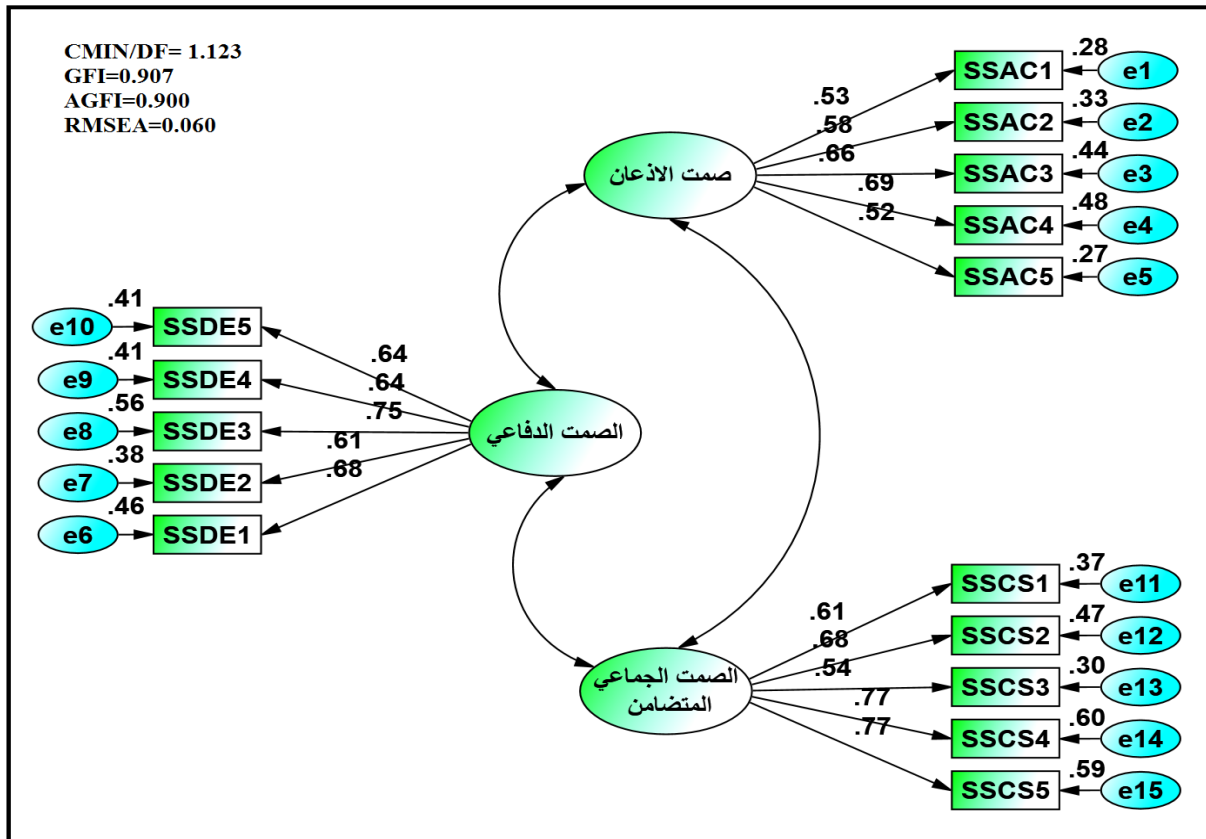 CMIN/DF= 1.123
GFI=0.907
AGFI=0.900
RMSEA=0.060
صمت الاذعان
.53
.58
.66
.69
.52
.28
SSAC1
e1
.33
SSAC2
e2
.44
SSAC3
e3
.48
SSAC4
e4
.27
SSAC5
e5
الصمت الدفاعي
.64
.64
.75
.61
.68
.41
e10
SSDE5
.41
e9
SSDE4
.56
e8
SSDE3
.38
e7
SSDE2
.46
e6
SSDE1
الصمت الجماعي
المتضامن
.61
.68
.54
.77
.77
.37
SSCS1
e11
.47
SSCS2
e12
.30
SSCS3
e13
.60
SSCS4
e14
.59
SSCS5
e15